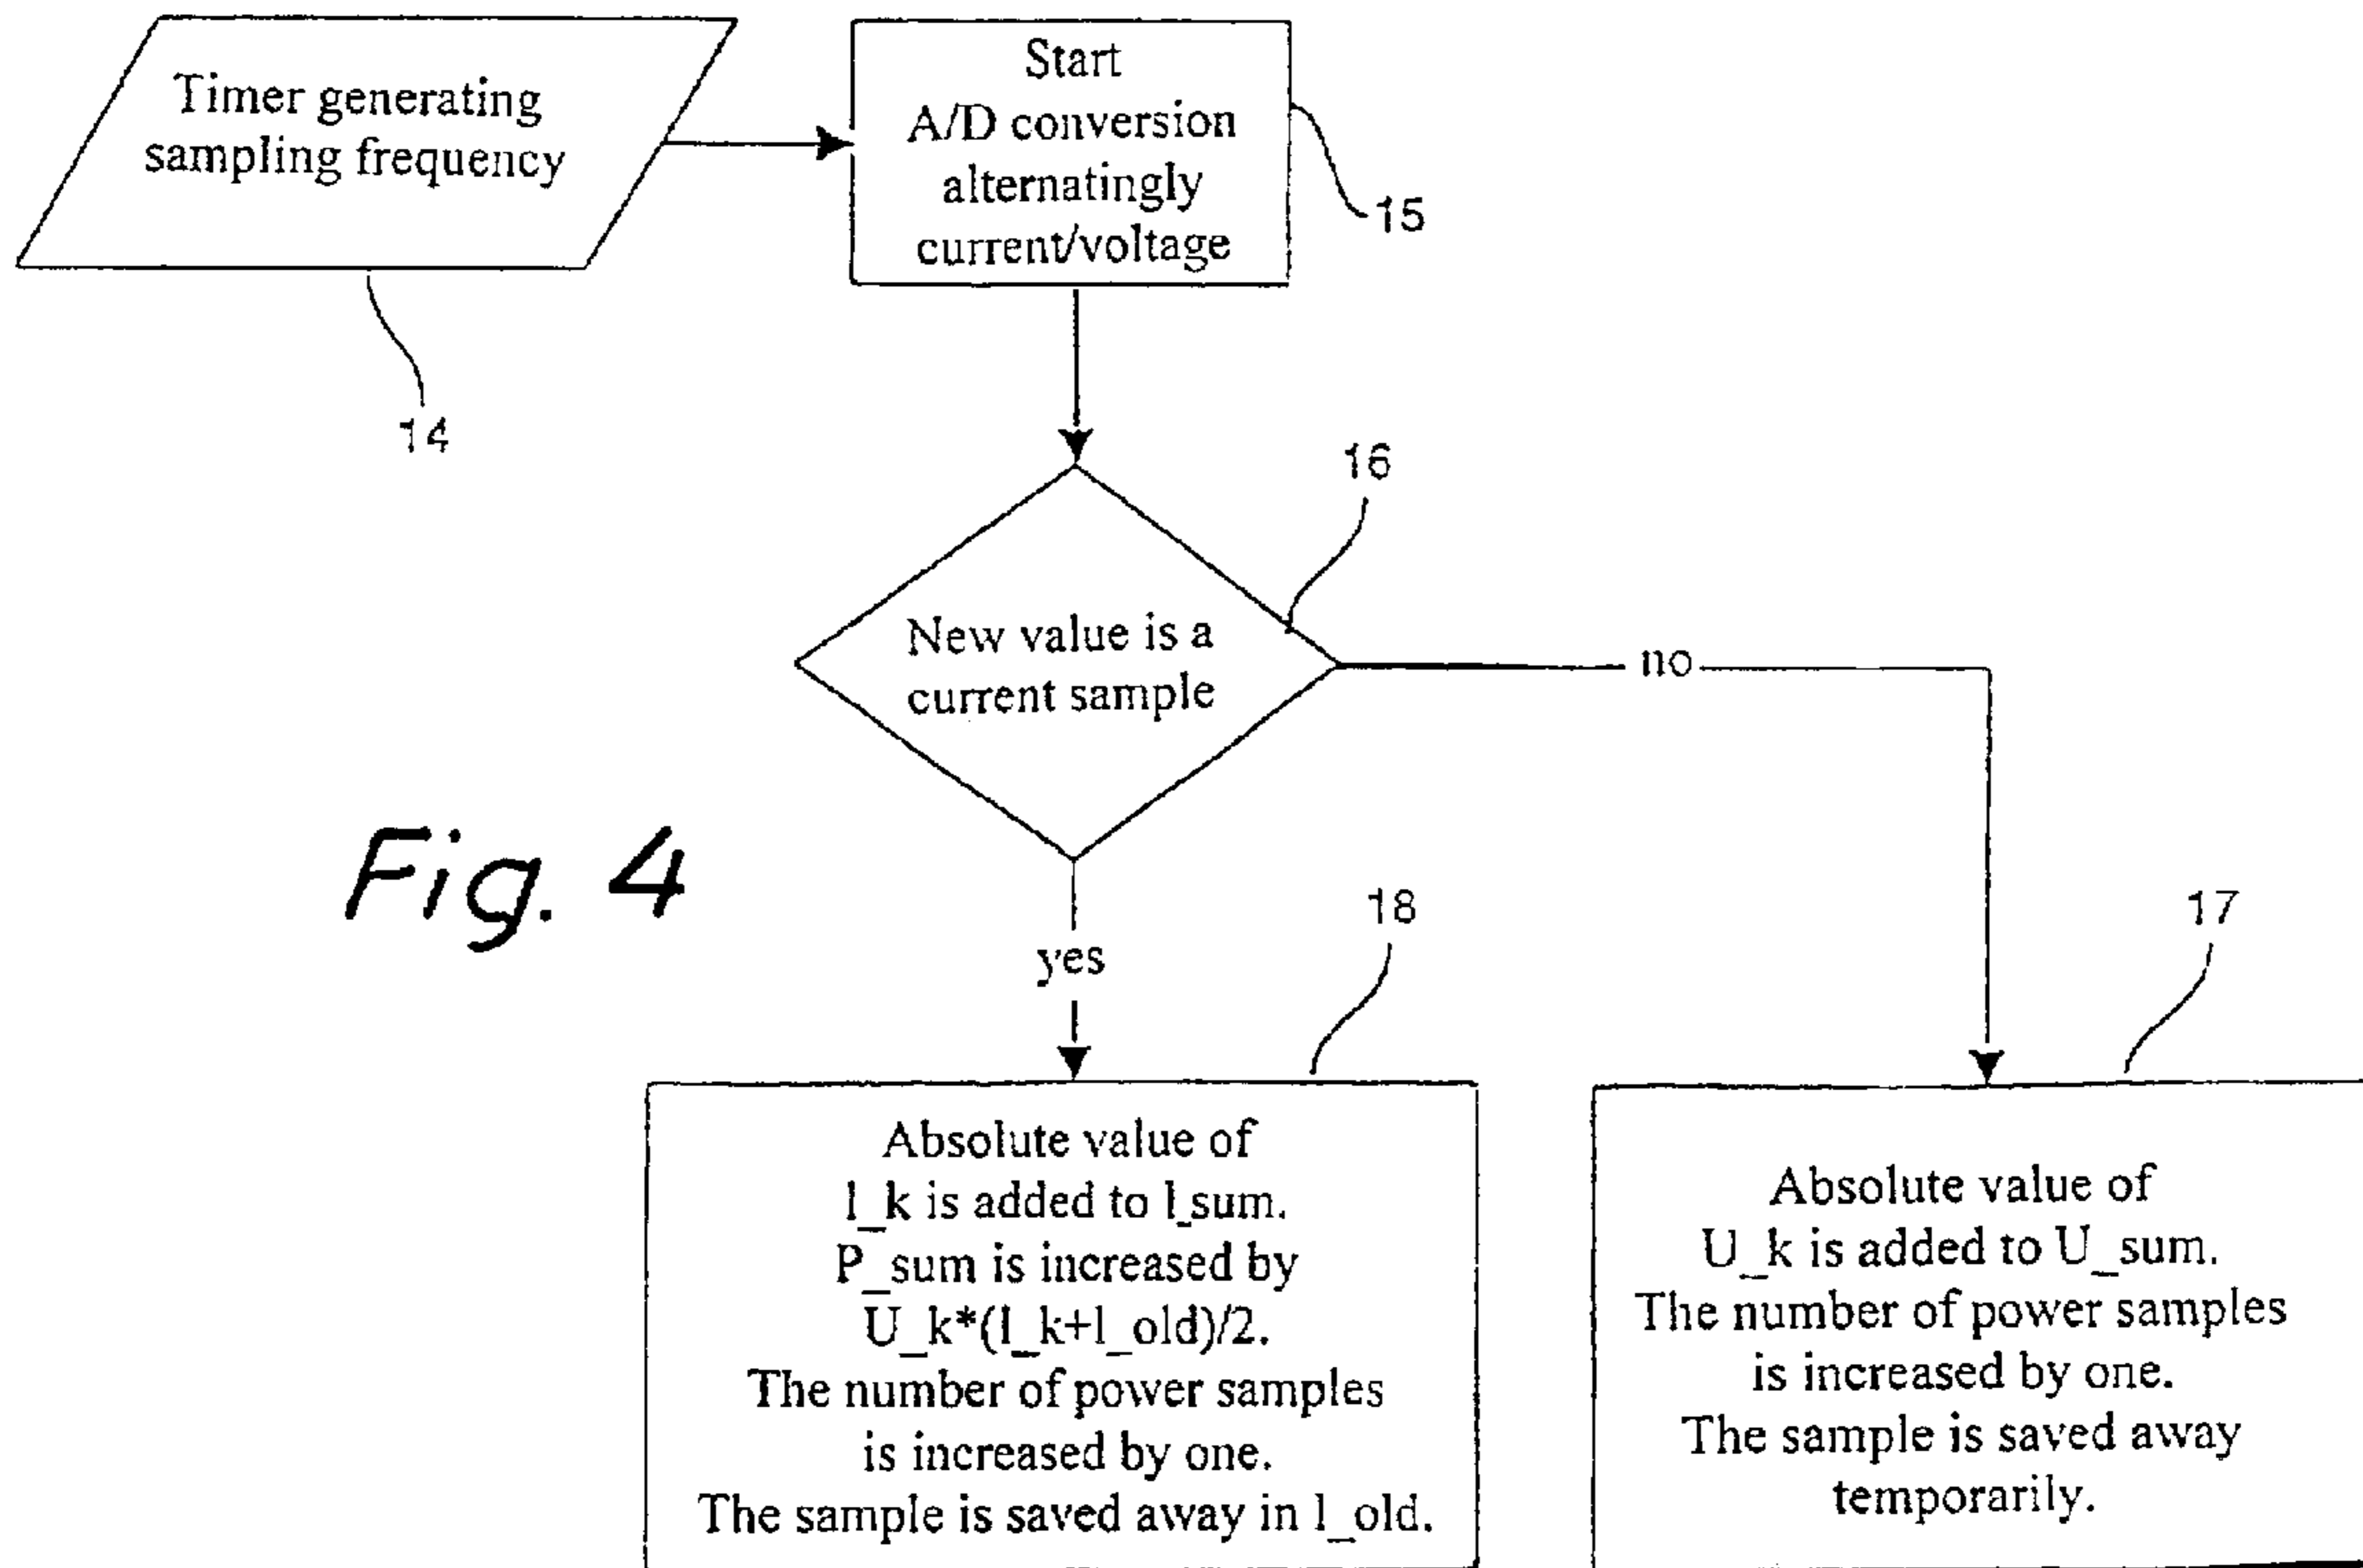 Timer generating
sampling frequency
14
Start
A/D conversion
alternatingly
current/voltage
15
16
New value is a
current sample
no
yes
Fig. 4
18
Absolute value of
I_k is added to I_sum.
P_sum is increased by
U_k*(I_k+I_old)/2.
The number of power samples
is increased by one.
The sample is saved away in I_old.
17
Absolute value of
U_k is added to U_sum.
The number of power samples
is increased by one.
The sample is saved away
temporarily.